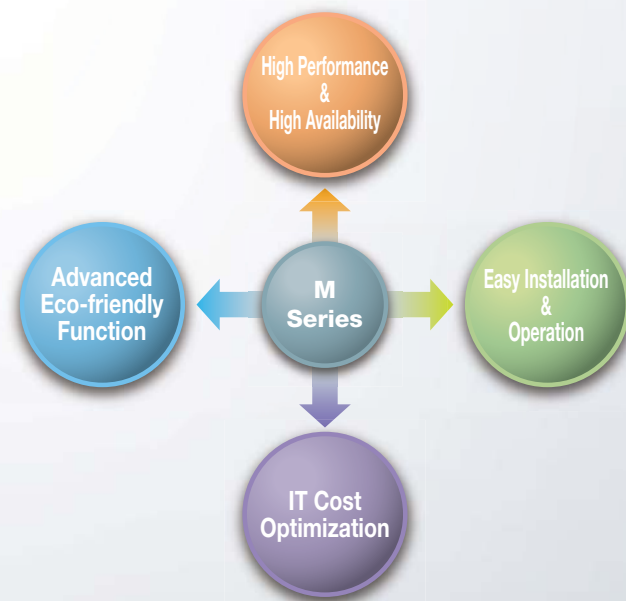 High Performance
&
High Availability
Advanced
Eco-friendly
Function
M
Series
Easy Installation
&
Operation
IT Cost
Optimization